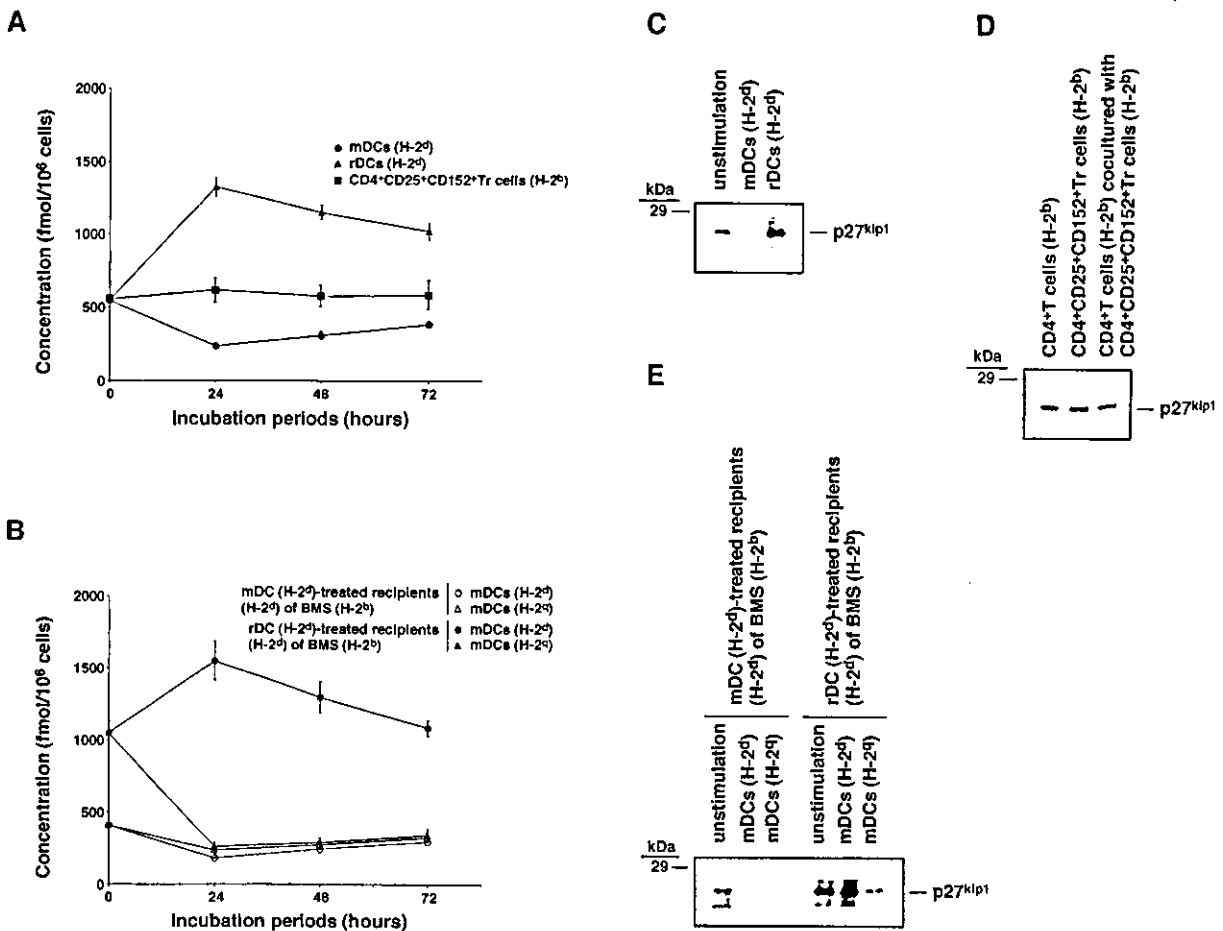 A
2000
1500
1000
500
0
Concentration (fmol/10⁶ cells)
mDCs (H-2ᵈ)
rDCs (H-2ᵈ)
CD4⁺CD25⁺CD152⁺Tr cells (H-2ᵇ)
0
24
48
72
Incubation periods (hours)
B
2000
1500
1000
500
0
Concentration (fmol/10⁶ cells)
mDC (H-2ᵈ)-treated recipients
(H-2ᵈ) of BMS (H-2ᵇ)
mDCs (H-2ᵈ)
mDCs (H-2q)
rDC (H-2ᵈ)-treated recipients
(H-2ᵈ) of BMS (H-2ᵇ)
mDCs (H-2ᵈ)
mDCs (H-2q)
0
24
48
72
Incubation periods (hours)
C
unstimulation
mDCs (H-2ᵈ)
rDCs (H-2ᵈ)
kDa
29
p27ᵏⁱᵖ¹
D
CD4⁺T cells (H-2ᵇ)
CD4⁺CD25⁺CD152⁺Tr cells (H-2ᵇ)
CD4⁺T cells (H-2ᵇ) cocutured with
CD4⁺CD25⁺CD152⁺Tr cells (H-2ᵇ)
kDa
29
p27ᵏⁱᵖ¹
E
mDC (H-2ᵈ)-treated recipients
(H-2ᵈ) of BMS (H-2ᵇ)
rDC (H-2ᵈ)-treated recipients
(H-2ᵈ) of BMS (H-2ᵇ)
unstimulation
mDCs (H-2ᵈ)
mDCs (H-2q)
unstimulation
mDCs (H-2ᵈ)
mDCs (H-2q)
kDa
29
p27ᵏⁱᵖ¹